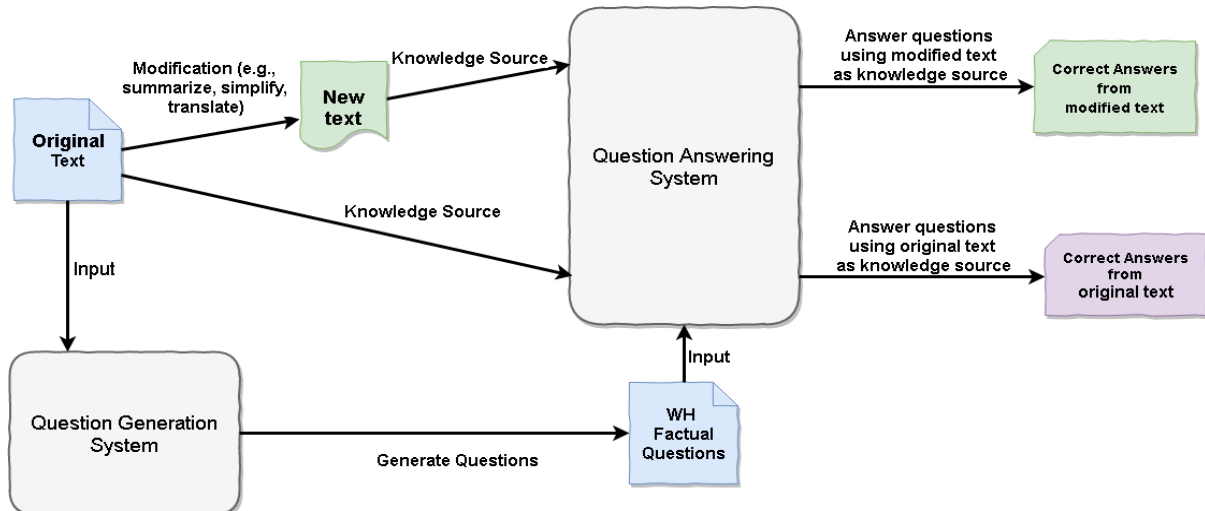 Modification (e.g.,
summarize, simplify,
translate)
Original
Text
New
text
Knowledge Source
Knowledge Source
Question Answering
System
Answer questions
using modified text
as knowledge source
Correct Answers
from
modified text
Answer questions
using original text
as knowledge source
Correct Answers
from
original text
Input
Input
Question Generation
System
Generate Questions
WH
Factual
Questions